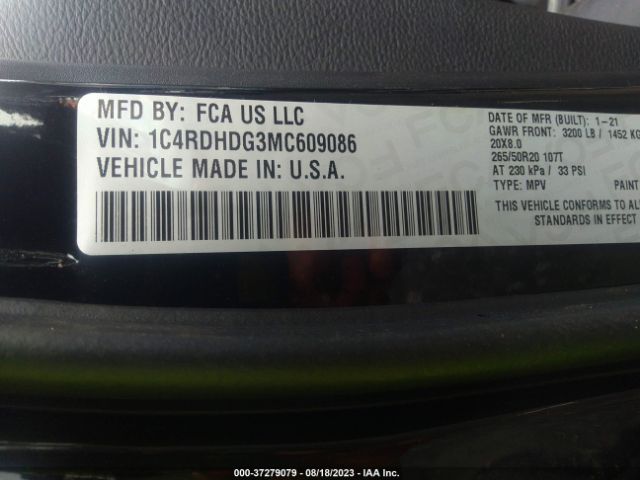 MFD BY: FCA US LLC
VIN: 1C4RDHDG3MC609086
VEHICLE MADE IN: U.S.A.
DATE OF MFR (BUILT): 1-21
GAWR FRONT: 3200 LB / 1452 KG
20X8.0
265/50R20 107T
AT 230 kPa / 33 PSI
TYPE: MPV PAINT
THIS VEHICLE CONFORMS TO AL
STANDARDS IN EFFECT
000-37279079 - 08/18/2023 - IAA Inc.